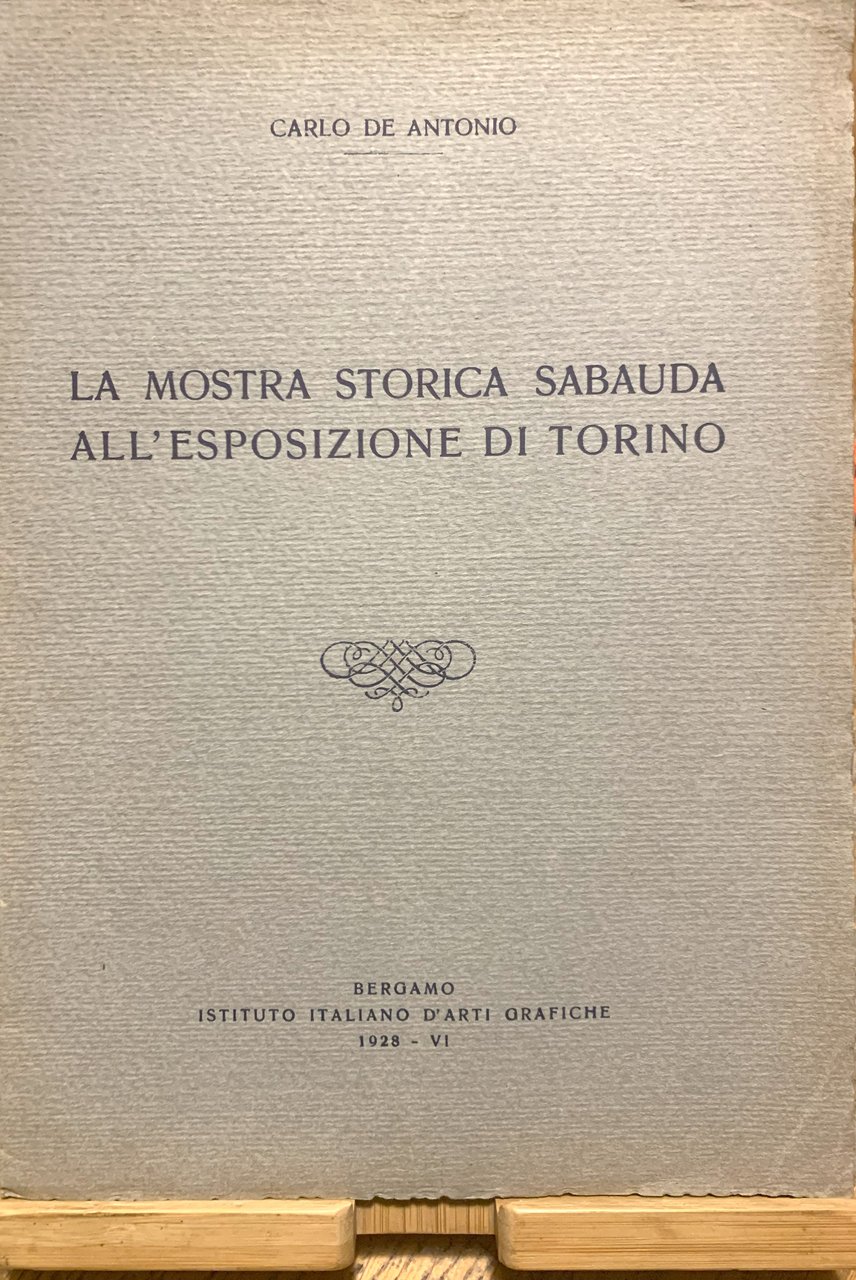 CARLO DE ANTONIO
LA MOSTRA STORICA SABAUDA
ALL'ESPOSIZIONE DI TORINO
BERGAMO
ISTITUTO ITALIANO D'ARTI GRAFICHE
1928 - VI